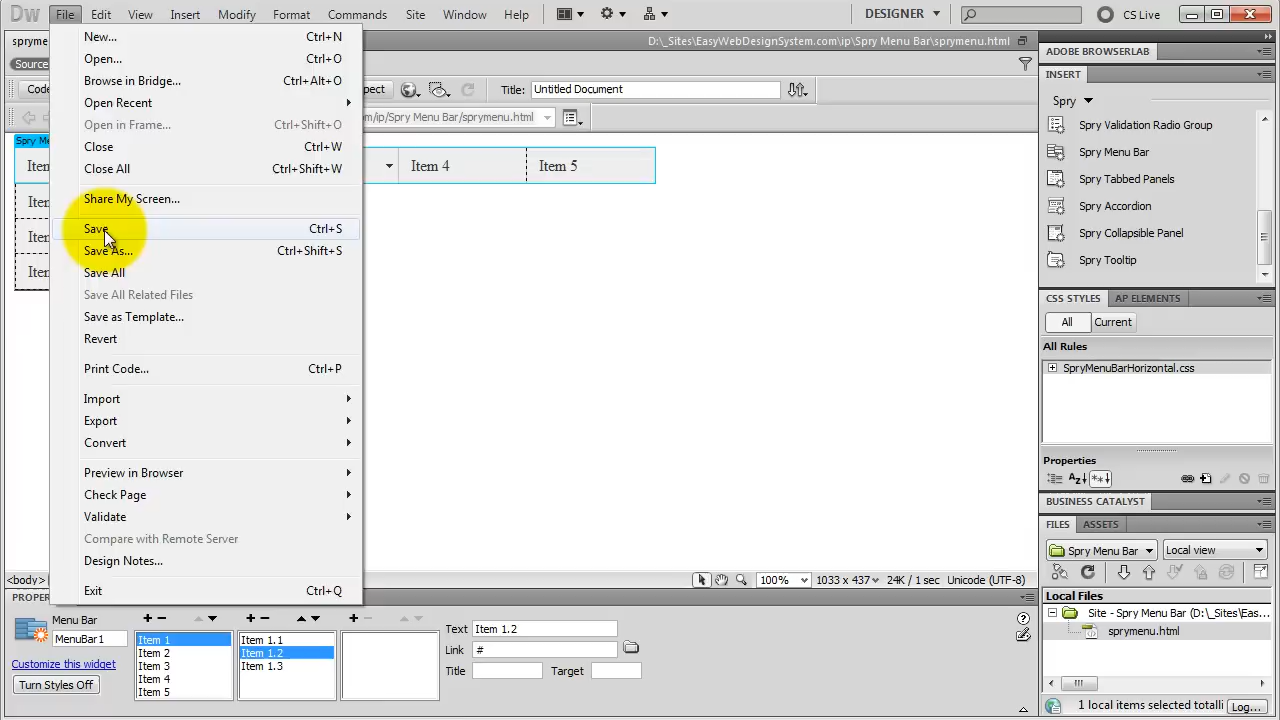 Dw File Edit View Insert Modify Format Commands Site Window Help DESIGNER CS Live
New... Ctrl+N
Open... Ctrl+O
Browse in Bridge... Ctrl+Alt+O
Open Recent
Open in Frame... Ctrl+Shift+O
Close Ctrl+W
Close All Ctrl+Shift+W
Share My Screen...
Save Ctrl+S
Save As... Ctrl+Shift+S
Save All
Save All Related Files
Save as Template...
Revert
Print Code... Ctrl+P
Import
Export
Convert
Preview in Browser
Check Page
Validate
Compare with Remote Server
Design Notes...
Exit Ctrl+Q
spryme
D:\_Sites\EasyWebDesignSystem.com\ip\Spry Menu Bar\sprymenu.html
Source
Cod
pect Title: Untitled Document
om/ip/Spry Menu Bar/sprymenu.html
Spry Me
Iten Item 4 Item 5
Iten
Iten
Iten
<body> 100% 1033 x 437 24K / 1 sec Unicode (UTF-8)
PROPER
Menu Bar
MenuBar1
Customize this widget
Turn Styles Off
Item 1
Item 2
Item 3
Item 4
Item 5
Item 1.1
Item 1.2
Item 1.3
Text Item 1.2
Link #
Title Target
ADOBE BROWSERLAB
INSERT
Spry
Spry Validation Radio Group
Spry Menu Bar
Spry Tabbed Panels
Spry Accordion
Spry Collapsible Panel
Spry Tooltip
CSS STYLES AP ELEMENTS
All Current
All Rules
SpryMenuBarHorizontal.css
Properties
BUSINESS CATALYST
FILES ASSETS
Spry Menu Bar Local view
Local Files
Site - Spry Menu Bar (D:\_Sites\Eas...
sprymenu.html
1 local items selected totalli Log...